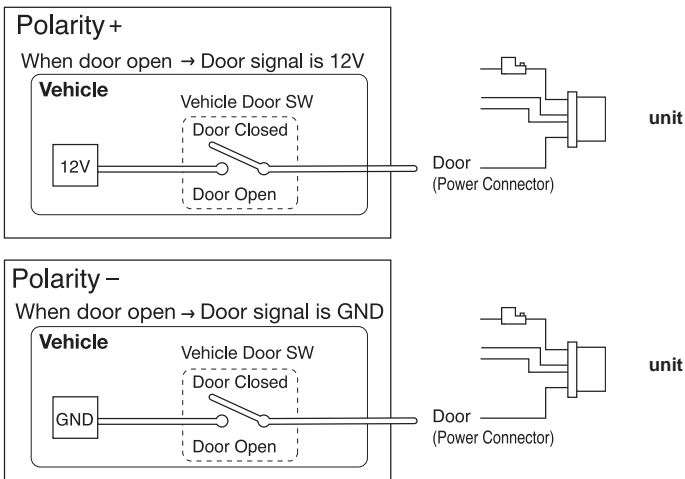 Polarity +
When door open → Door signal is 12V
Vehicle
Vehicle Door SW
Door Closed
12V
Door Open
Door
(Power Connector)
unit
Polarity –
When door open → Door signal is GND
Vehicle
Vehicle Door SW
Door Closed
GND
Door Open
Door
(Power Connector)
unit